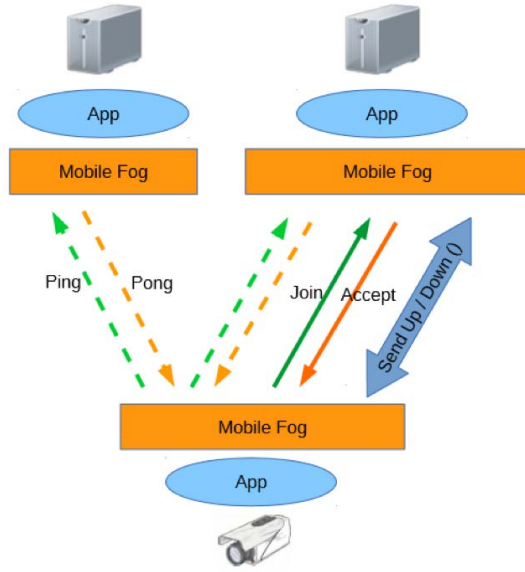 App
App
Mobile Fog
Mobile Fog
Ping
Pong
Join
Accept
Send Up / Down ()
Mobile Fog
App